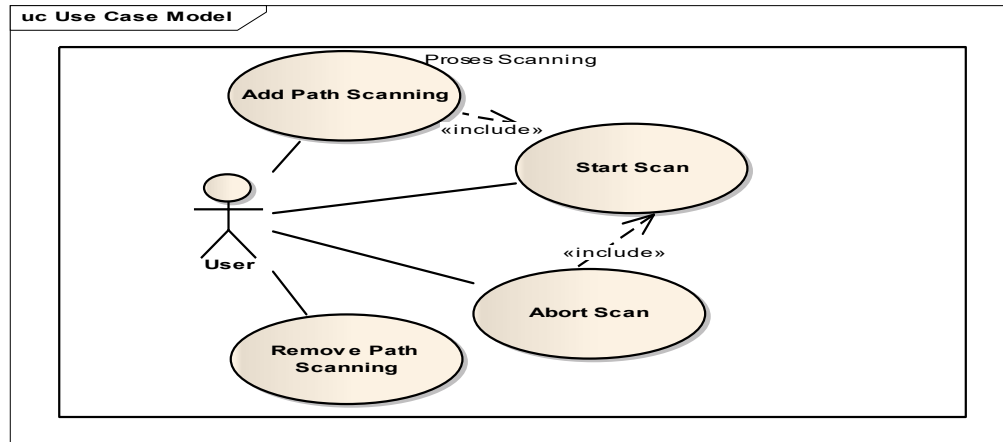 uc Use Case Model
Proses Scanning
Add Path Scanning
«include»
Start Scan
«include»
User
Abort Scan
Remove Path
Scanning